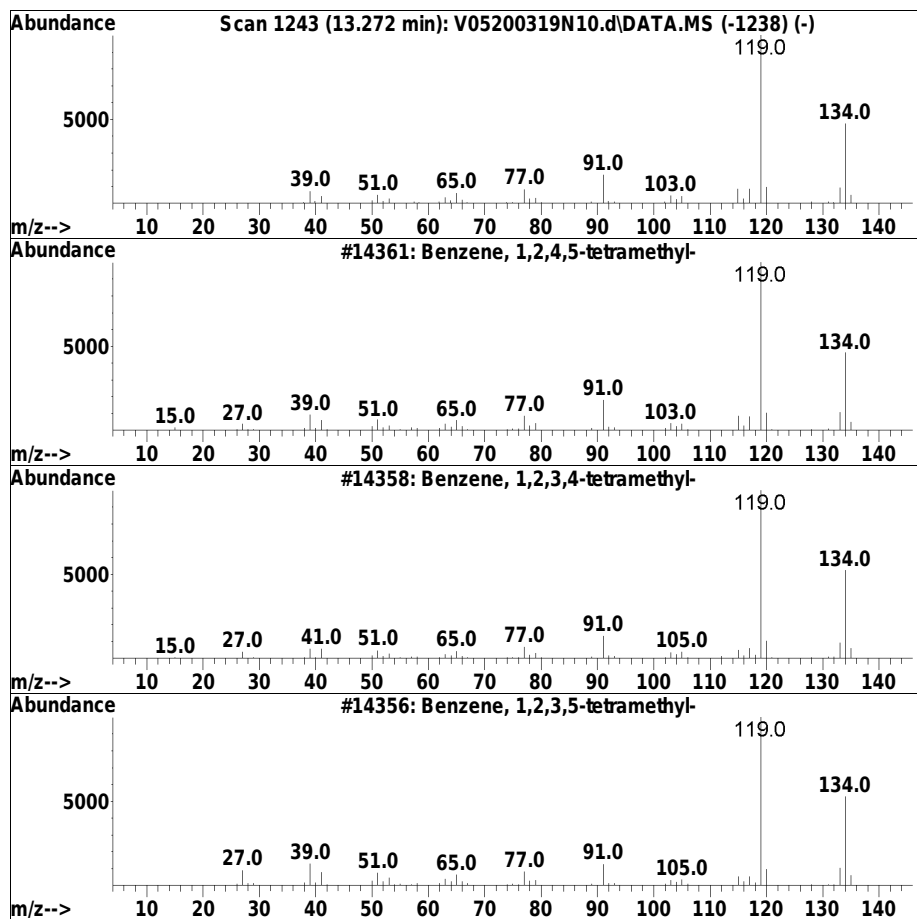 Abundance Scan 1243 (13.272 min): V05200319N10.d\DATA.MS (-1238) (-)
119.0
5000 134.0
39.0 51.0 65.0 77.0 91.0 103.0
m/z--> 10 20 30 40 50 60 70 80 90 100 110 120 130 140
Abundance #14361: Benzene, 1,2,4,5-tetramethyl-
119.0
5000 134.0
15.0 27.0 39.0 51.0 65.0 77.0 91.0 103.0
m/z--> 10 20 30 40 50 60 70 80 90 100 110 120 130 140
Abundance #14358: Benzene, 1,2,3,4-tetramethyl-
119.0
5000 134.0
15.0 27.0 41.0 51.0 65.0 77.0 91.0 105.0
m/z--> 10 20 30 40 50 60 70 80 90 100 110 120 130 140
Abundance #14356: Benzene, 1,2,3,5-tetramethyl-
119.0
5000 134.0
27.0 39.0 51.0 65.0 77.0 91.0 105.0
m/z--> 10 20 30 40 50 60 70 80 90 100 110 120 130 140